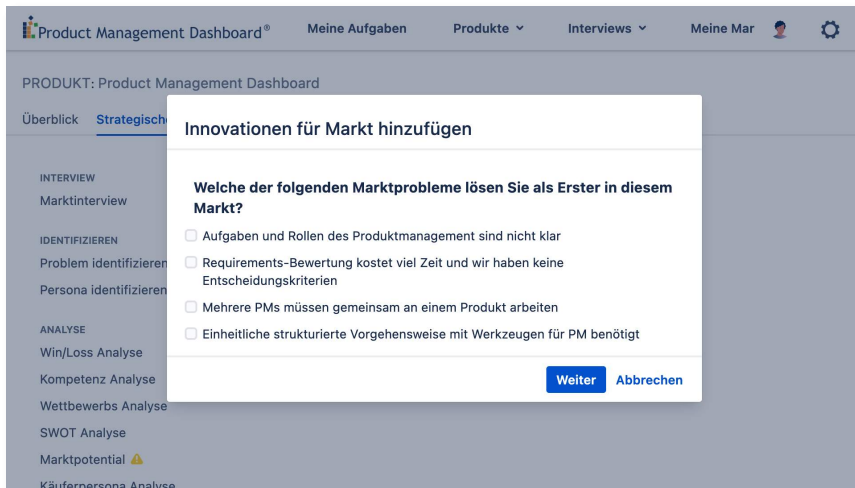 Product Management Dashboard®
Meine Aufgaben
Produkte
Interviews
Meine Mar
PRODUKT: Product Management Dashboard
Überblick
Strategisch
Innovationen für Markt hinzufügen
Welche der folgenden Marktprobleme lösen Sie als Erster in diesem
Markt?
Aufgaben und Rollen des Produktmanagement sind nicht klar
Requirements-Bewertung kostet viel Zeit und wir haben keine
Entscheidungskriterien
Mehrere PMs müssen gemeinsam an einem Produkt arbeiten
Einheitliche strukturierte Vorgehensweise mit Werkzeugen für PM benötigt
Weiter
Abbrechen
INTERVIEW
Marktinterview
IDENTIFIZIEREN
Problem identifizieren
Persona identifizieren
ANALYSE
Win/Loss Analyse
Kompetenz Analyse
Wettbewerbs Analyse
SWOT Analyse
Marktpotential
Käuferpersona Analyse